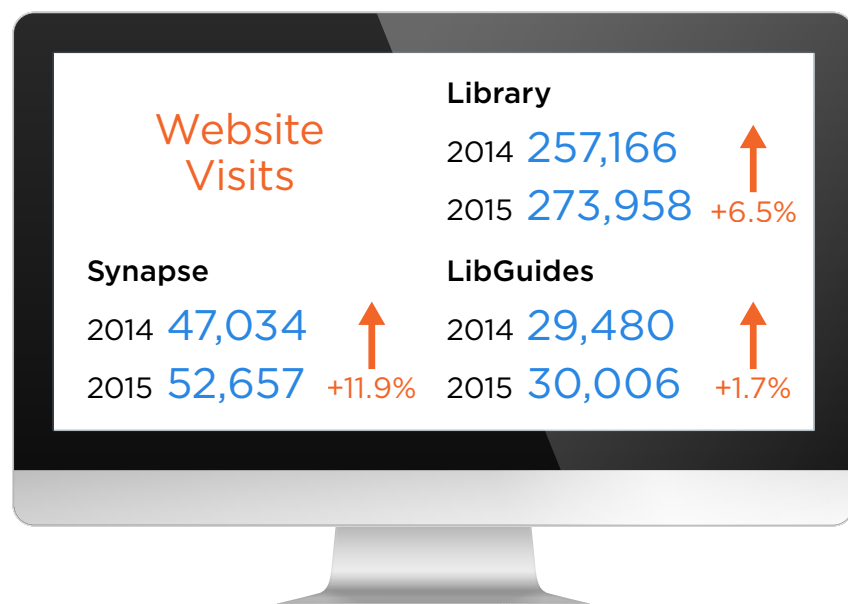 Website
Visits
Library
2014 257,166
2015 273,958 +6.5%
Synapse
2014 47,034
2015 52,657 +11.9%
LibGuides
2014 29,480
2015 30,006 +1.7%